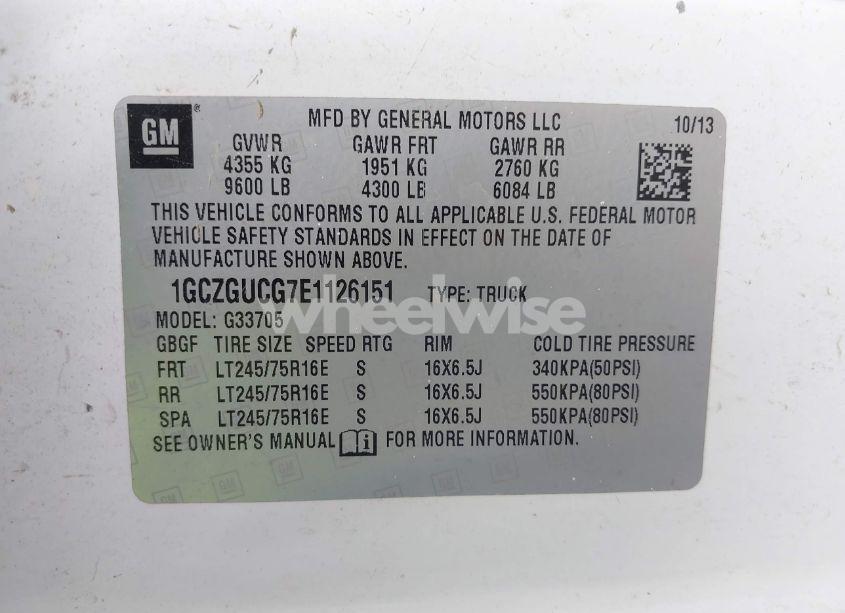 GM ® MFD BY GENERAL MOTORS LLC 10/13
GVWR GAWR FRT GAWR RR
4355 KG 1951 KG 2760 KG
9600 LB 4300 LB 6084 LB
THIS VEHICLE CONFORMS TO ALL APPLICABLE U.S. FEDERAL MOTOR
VEHICLE SAFETY STANDARDS IN EFFECT ON THE DATE OF
MANUFACTURE SHOWN ABOVE.
1GCZGUCG7E1126151 TYPE: TRUCK
wheelwise
MODEL: G33705
GBGF TIRE SIZE SPEED RTG RIM COLD TIRE PRESSURE
FRT LT245/75R16E S 16X6.5J 340KPA(50PSI)
RR LT245/75R16E S 16X6.5J 550KPA(80PSI)
SPA LT245/75R16E S 16X6.5J 550KPA(80PSI)
SEE OWNER'S MANUAL i FOR MORE INFORMATION.